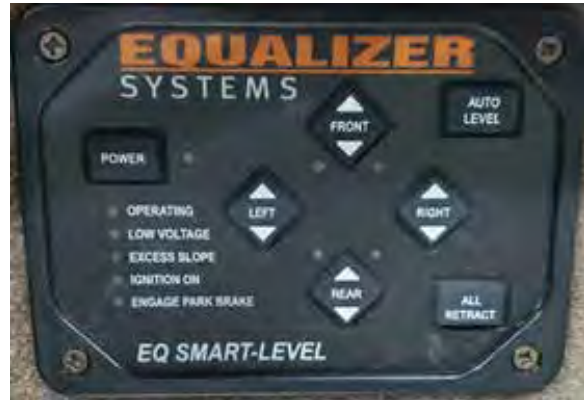 EQUALIZER
SYSTEMS
AUTO
LEVEL
FRONT
POWER
LEFT
RIGHT
OPERATING
LOW VOLTAGE
EXCESS SLOPE
IGNITION ON
ENGAGE PARK BRAKE
REAR
ALL
RETRACT
EQ SMART-LEVEL